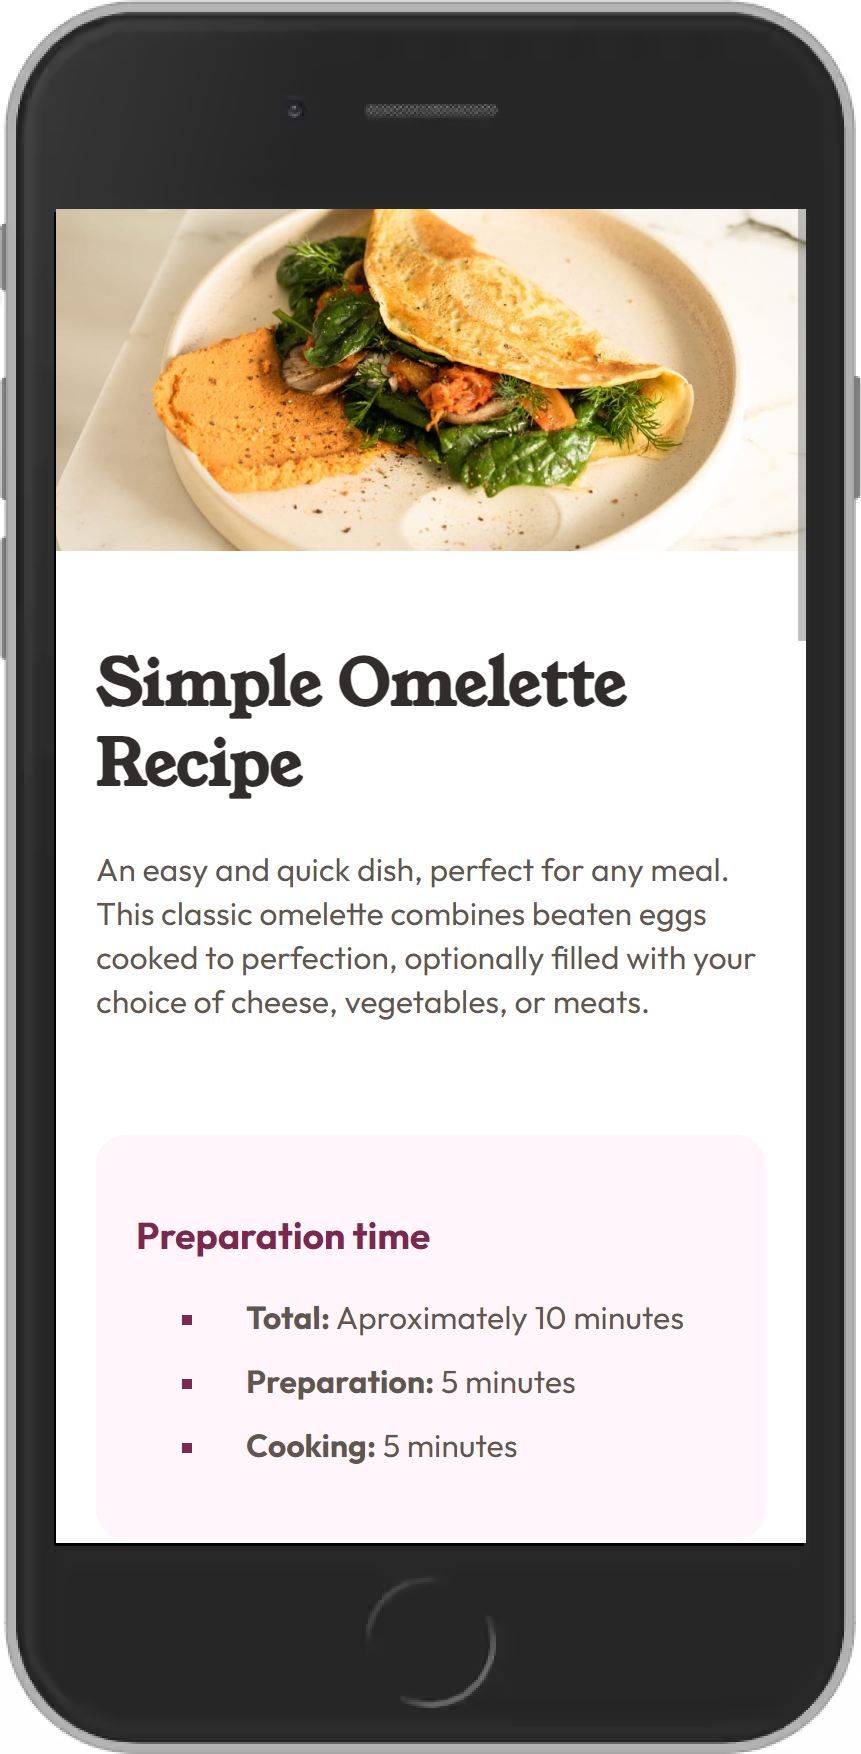 Simple Omelette
Recipe
An easy and quick dish, perfect for any meal.
This classic omelette combines beaten eggs
cooked to perfection, optionally filled with your
choice of cheese, vegetables, or meats.
Preparation time
Total: Aproximately 10 minutes
Preparation: 5 minutes
Cooking: 5 minutes